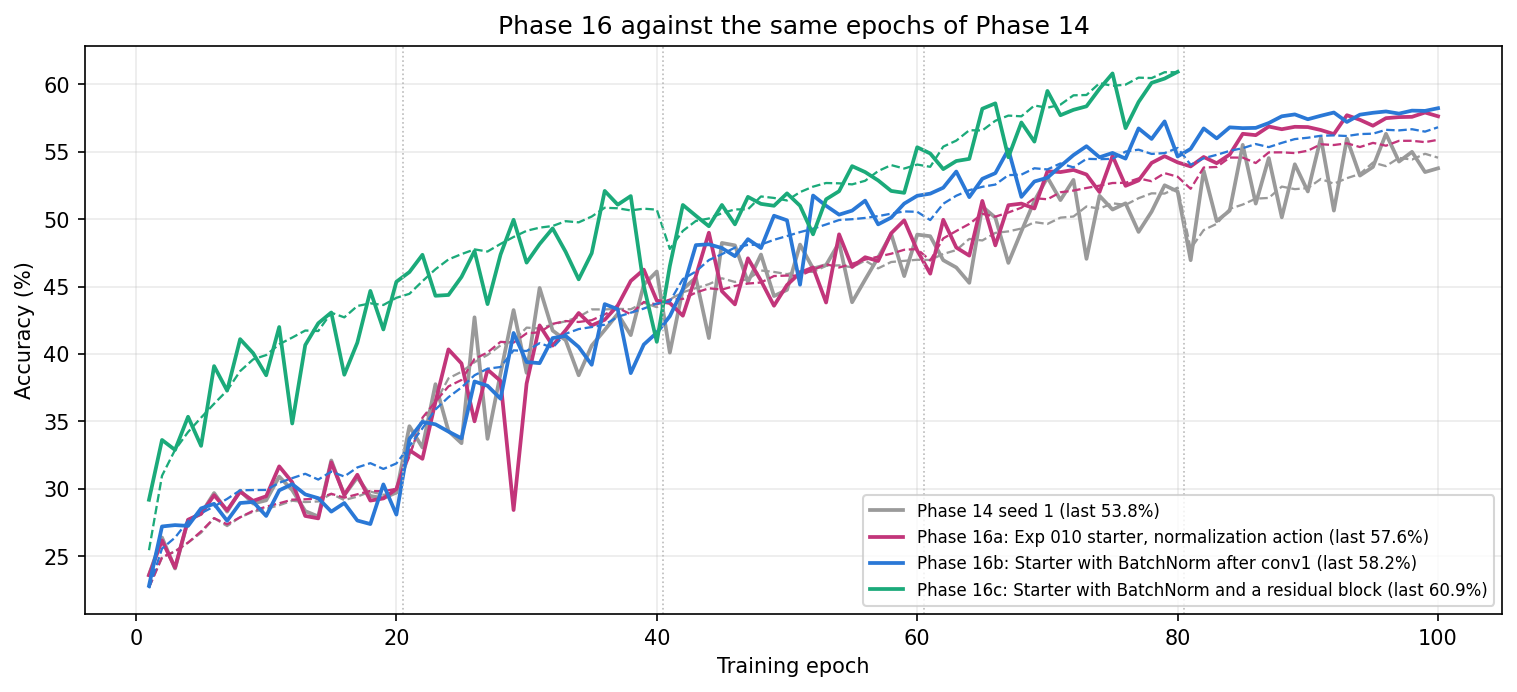 Phase 16 against the same epochs of Phase 14
Accuracy (%)
60
55
50
45
40
35
30
25
Phase 14 seed 1 (last 53.8%)
Phase 16a: Exp 010 starter, normalization action (last 57.6%)
Phase 16b: Starter with BatchNorm after conv1 (last 58.2%)
Phase 16c: Starter with BatchNorm and a residual block (last 60.9%)
0 20 40 60 80 100
Training epoch